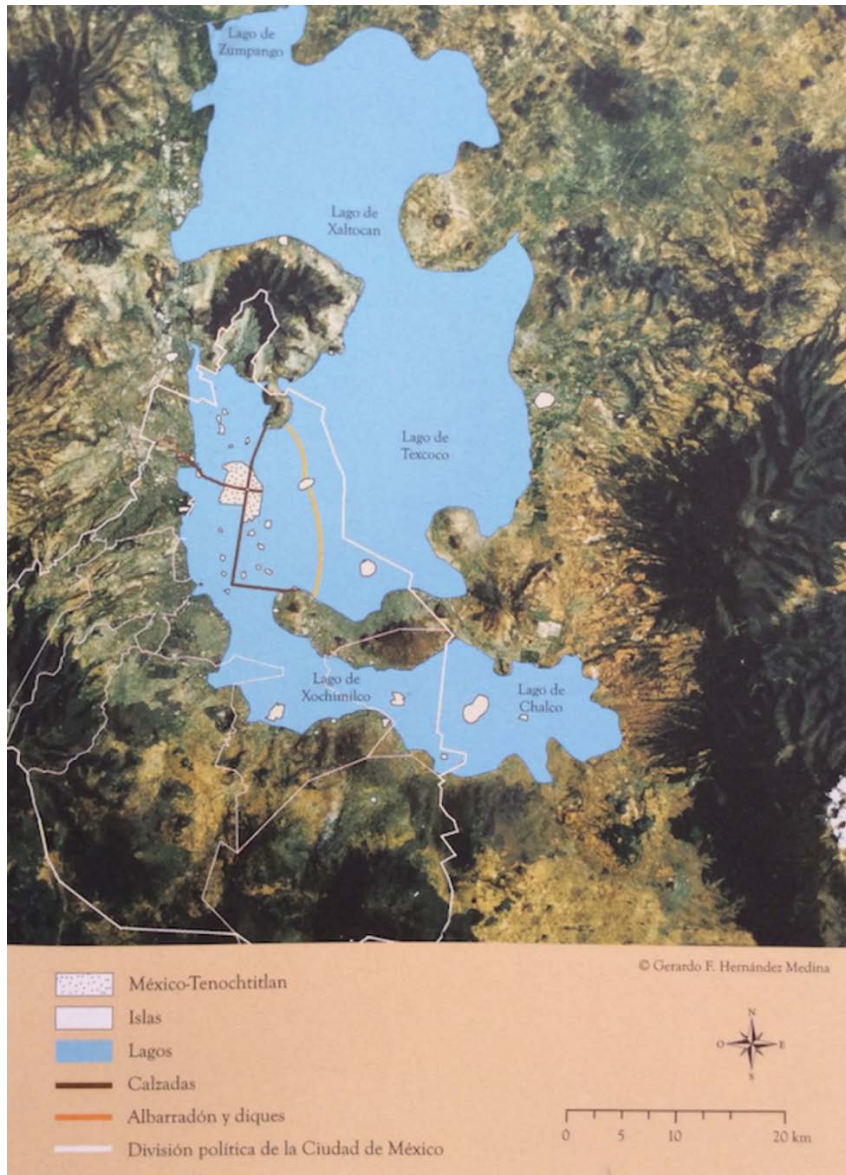 Lago de
Zumpango
Lago de
Xaltocan
Lago de
Texcoco
Lago de
Xochimilco
Lago de
Chalco
© Gerardo F. Hernández Medina
México-Tenochtitlan
Islas
Lagos
Calzadas
Albarradón y diques
División política de la Ciudad de México
N
O E
S
0 5 10 20 km